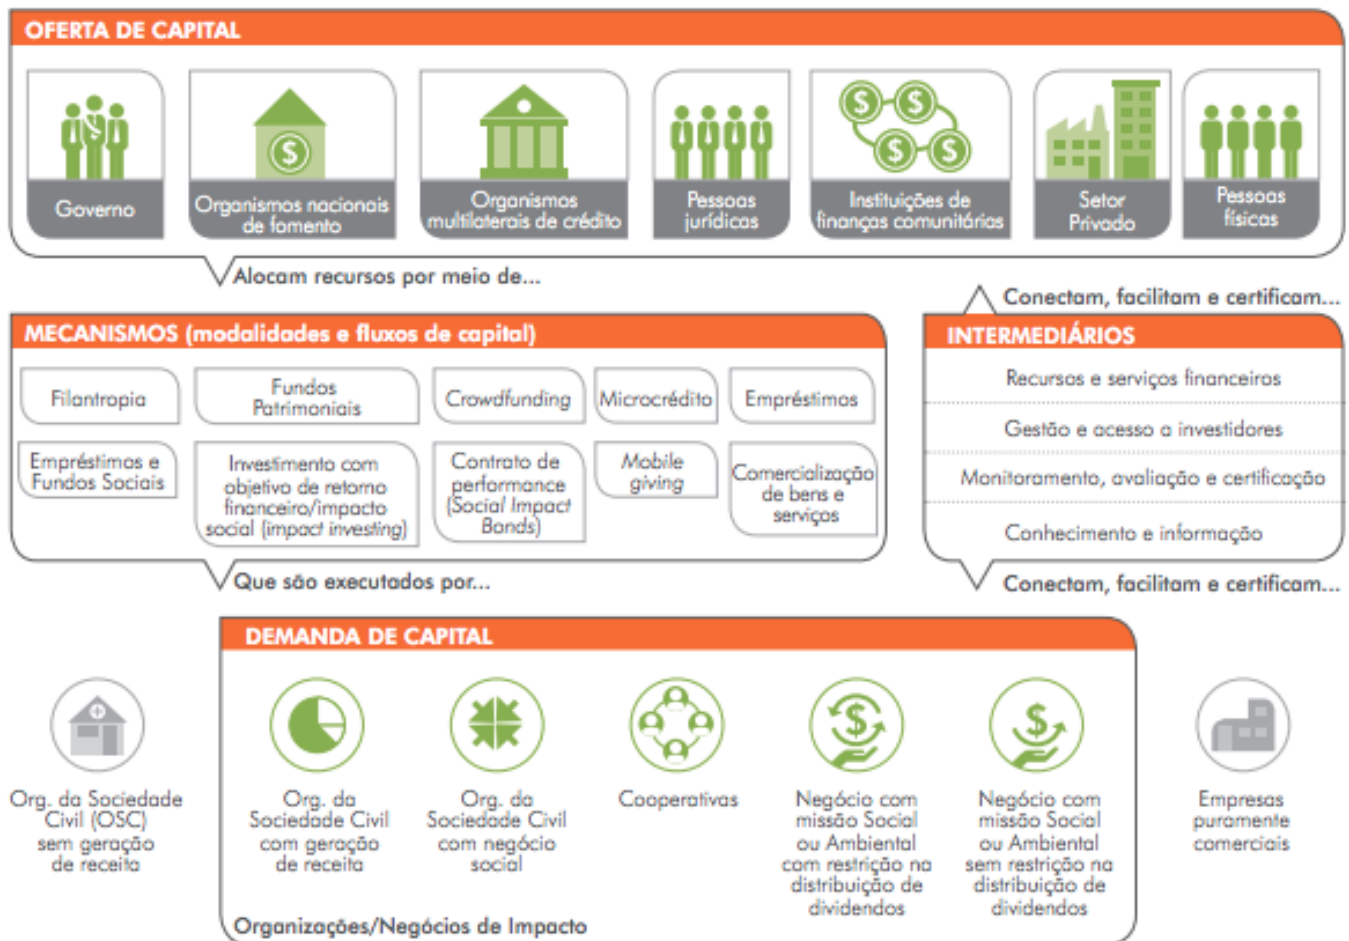 OFERTA DE CAPITAL
Governo
Organismos nacionais
de fomento
Organismos
multilaterais de crédito
Pessoas
jurídicas
Instituições de
finanças comunitárias
Setor
Privado
Pessoas
físicas
Alocam recursos por meio de...
Conectam, facilitam e certificam...
MECANISMOS (modalidades e fluxos de capital)
Filantropia
Fundos
Patrimoniais
Crowdfunding
Microcrédito
Empréstimos
Empréstimos e
Fundos Sociais
Investimento com
objetivo de retorno
financeiro/impacto
social (impact investing)
Contrato de
performance
(Social Impact
Bonds)
Mobile
giving
Comercialização
de bens e
serviços
INTERMEDIÁRIOS
Recursos e serviços financeiros
Gestão e acesso a investidores
Monitoramento, avaliação e certificação
Conhecimento e informação
Que são executados por...
Conectam, facilitam e certificam...
DEMANDA DE CAPITAL
Org. da Sociedade
Civil (OSC)
sem geração
de receita
Org. da
Sociedade Civil
com geração
de receita
Org. da
Sociedade Civil
com negócio
social
Cooperativas
Negócio com
missão Social
ou Ambiental
com restrição na
distribuição de
dividendos
Negócio com
missão Social
ou Ambiental
sem restrição na
distribuição de
dividendos
Empresas
puramente
comerciais
Organizações/Negócios de Impacto